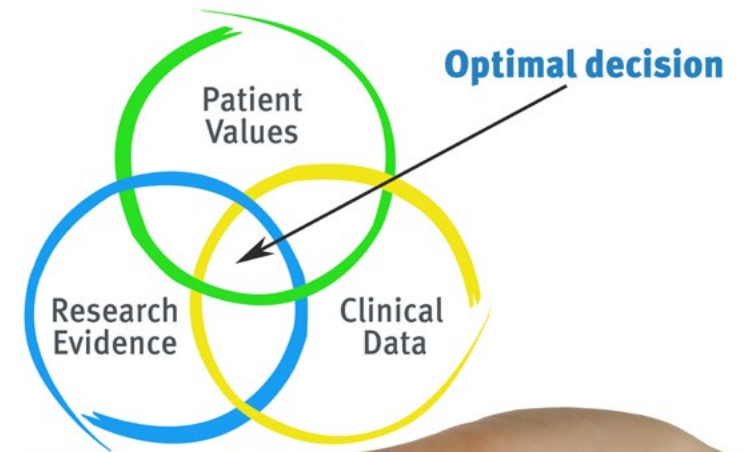 Optimal decision
Patient
Values
Research
Evidence
Clinical
Data